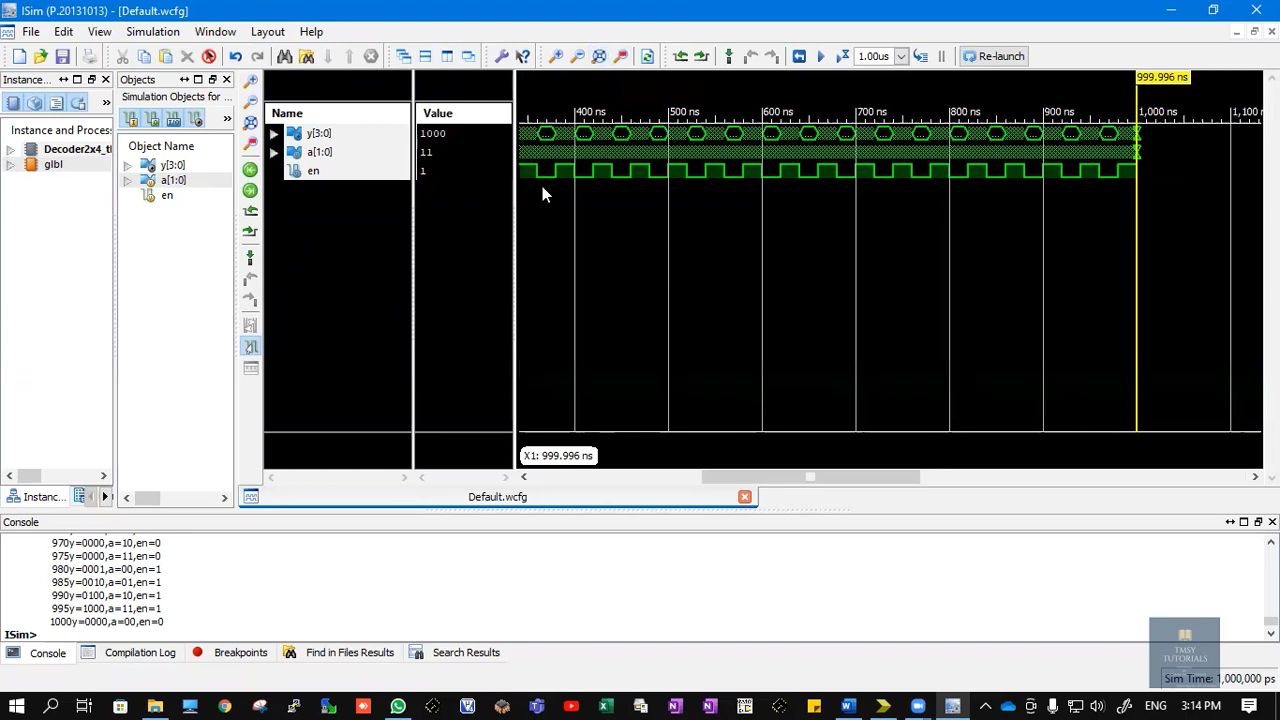 ISim (P.20131013) - [Default.wcfg]
File Edit View Simulation Window Layout Help
1.00us Re-launch
Instance...
Objects
999.996 ns
Simulation Objects for
Name Value
400 ns 500 ns 600 ns 700 ns 800 ns 900 ns 1,000 ns 1,100
Instance and Process
Object Name
y[3:0] 1000
a[1:0] 11
en 1
Decoder2x4_t
glbl
y[3:0]
a[1:0]
en
X1: 999.996 ns
Instanc...
Default.wcfg
Console
970y=0000,a=10,en=0
975y=0000,a=11,en=0
980y=0001,a=00,en=1
985y=0010,a=01,en=1
990y=0100,a=10,en=1
995y=1000,a=11,en=1
1000y=0000,a=00,en=0
ISim>
Console Compilation Log Breakpoints Find in Files Results Search Results
TMSY
TUTORIALS
Sim Time: 1,000,000 ps
ENG 3:14 PM